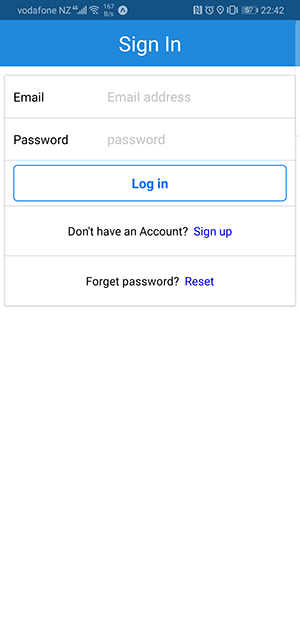 vodafone NZ 4G 167 B/s 57 22:42
Sign In
Email Email address
Password password
Log in
Don't have an Account? Sign up
Forget password? Reset